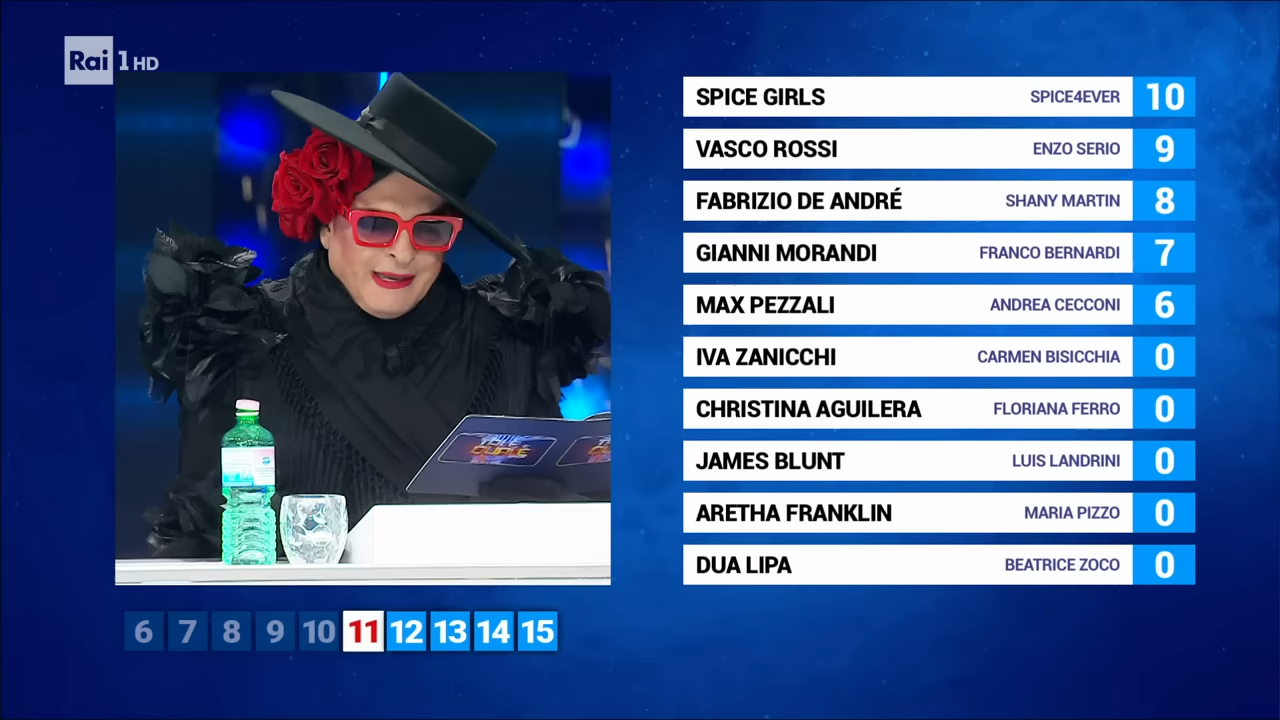 Rai 1 HD
SPICE GIRLS SPICE4EVER 10
VASCO ROSSI ENZO SERIO 9
FABRIZIO DE ANDRÉ SHANY MARTIN 8
GIANNI MORANDI FRANCO BERNARDI 7
MAX PEZZALI ANDREA CECCONI 6
IVA ZANICCHI CARMEN BISICCHIA 0
CHRISTINA AGUILERA FLORIANA FERRO 0
JAMES BLUNT LUIS LANDRINI 0
ARETHA FRANKLIN MARIA PIZZO 0
DUA LIPA BEATRICE ZOCO 0
TALE
QUALE
6 7 8 9 10 11 12 13 14 15